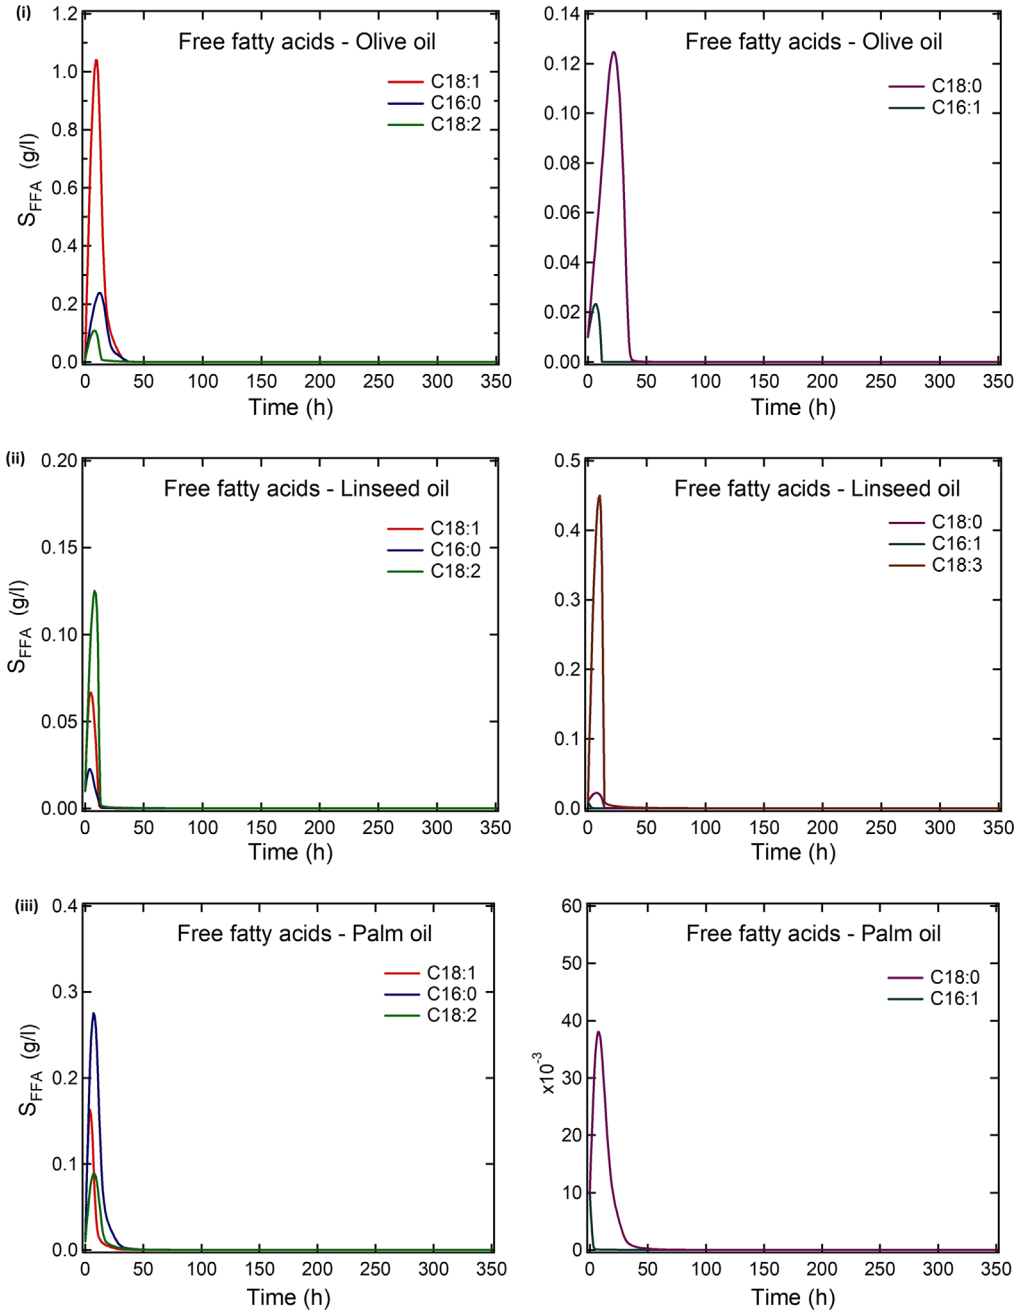 (i)
Free fatty acids - Olive oil
C18:1
C16:0
C18:2
S_FFA (g/l)
1.2
1.0
0.8
0.6
0.4
0.2
0.0
0 50 100 150 200 250 300 350
Time (h)
Free fatty acids - Olive oil
C18:0
C16:1
0.14
0.12
0.10
0.08
0.06
0.04
0.02
0.00
0 50 100 150 200 250 300 350
Time (h)
(ii)
Free fatty acids - Linseed oil
C18:1
C16:0
C18:2
S_FFA (g/l)
0.20
0.15
0.10
0.05
0.00
0 50 100 150 200 250 300 350
Time (h)
Free fatty acids - Linseed oil
C18:0
C16:1
C18:3
0.5
0.4
0.3
0.2
0.1
0.0
0 50 100 150 200 250 300 350
Time (h)
(iii)
Free fatty acids - Palm oil
C18:1
C16:0
C18:2
S_FFA (g/l)
0.4
0.3
0.2
0.1
0.0
0 50 100 150 200 250 300 350
Time (h)
Free fatty acids - Palm oil
C18:0
C16:1
x10⁻³
60
50
40
30
20
10
0
0 50 100 150 200 250 300 350
Time (h)